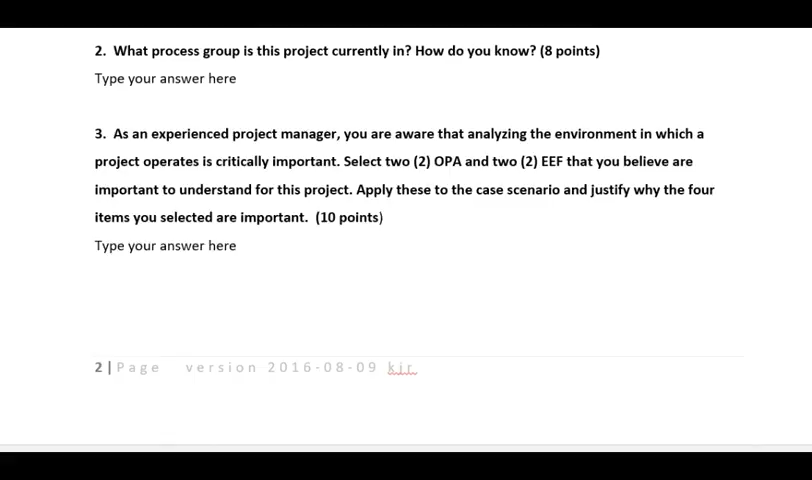 2. What process group is this project currently in? How do you know? (8 points)
Type your answer here
3. As an experienced project manager, you are aware that analyzing the environment in which a
project operates is critically important. Select two (2) OPA and two (2) EEF that you believe are
important to understand for this project. Apply these to the case scenario and justify why the four
items you selected are important. (10 points)
Type your answer here
2 | Page version 2016-08-09 kjr